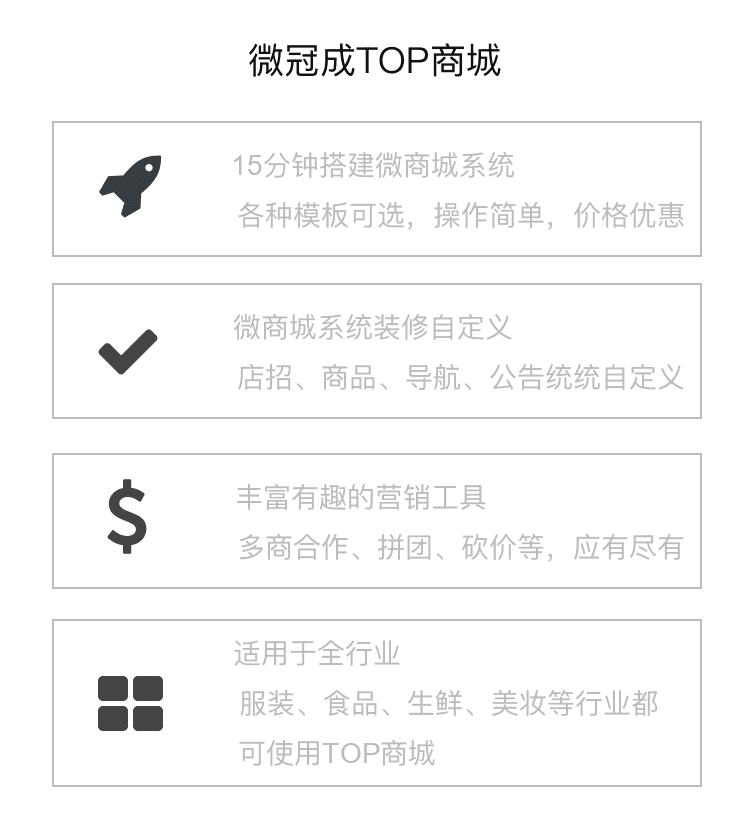 微冠成TOP商城
15分钟搭建微商城系统
各种模板可选，操作简单，价格优惠
微商城系统装修自定义
店招、商品、导航、公告统统自定义
丰富有趣的营销工具
多商合作、拼团、砍价等，应有尽有
适用于全行业
服装、食品、生鲜、美妆等行业都
可使用TOP商城